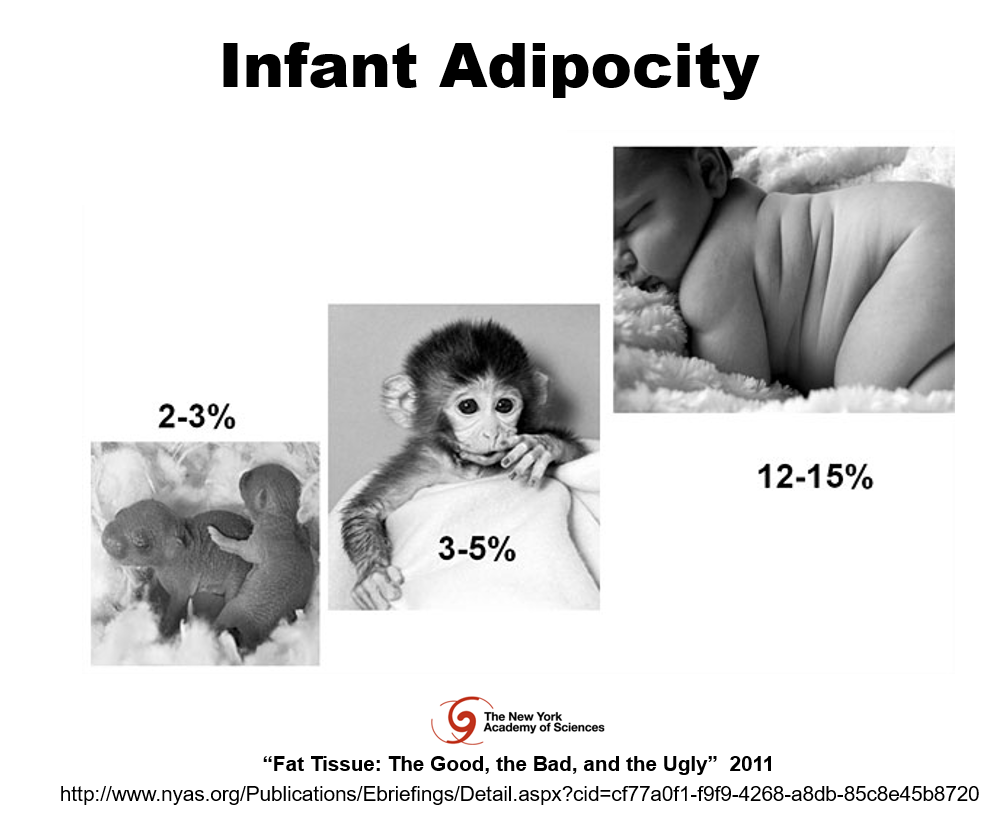 Infant Adipocity
2-3%
3-5%
12-15%
The New York
Academy of Sciences
“Fat Tissue: The Good, the Bad, and the Ugly” 2011
http://www.nyas.org/Publications/Ebriefings/Detail.aspx?cid=cf77a0f1-f9f9-4268-a8db-85c8e45b8720